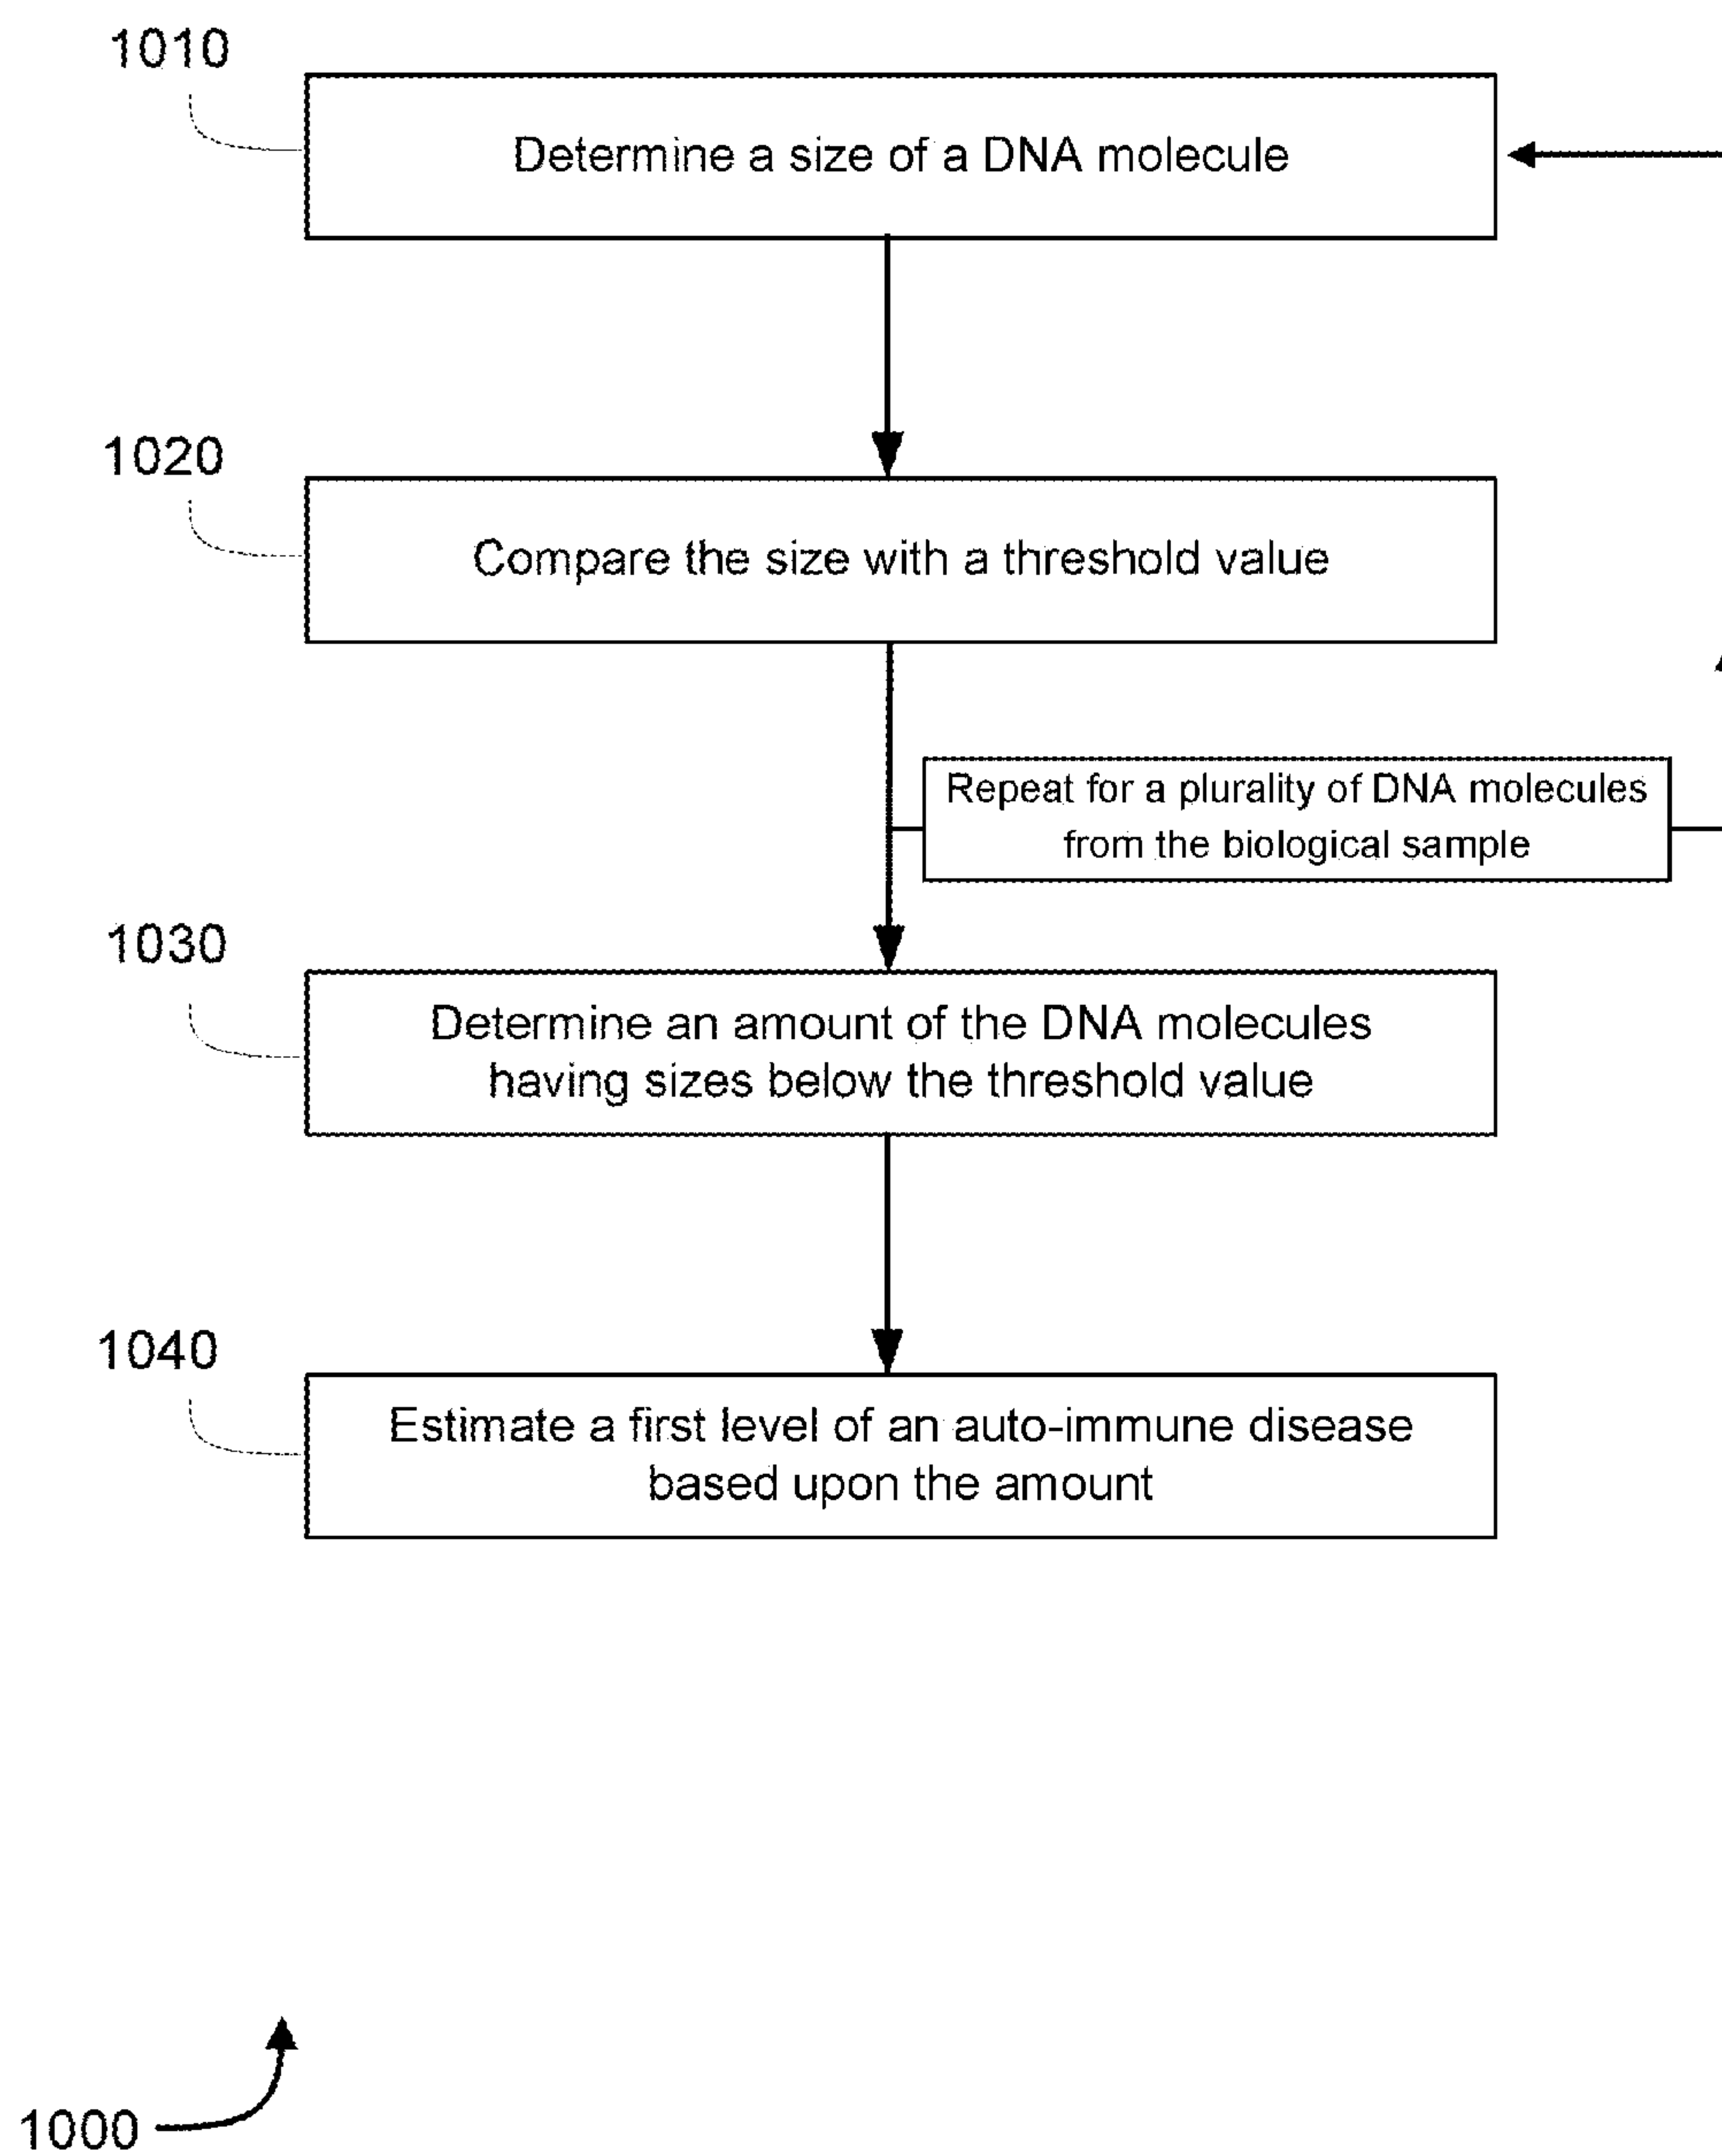 1010
Determine a size of a DNA molecule
1020
Compare the size with a threshold value
Repeat for a plurality of DNA molecules
from the biological sample
1030
Determine an amount of the DNA molecules
having sizes below the threshold value
1040
Estimate a first level of an auto-immune disease
based upon the amount
1000